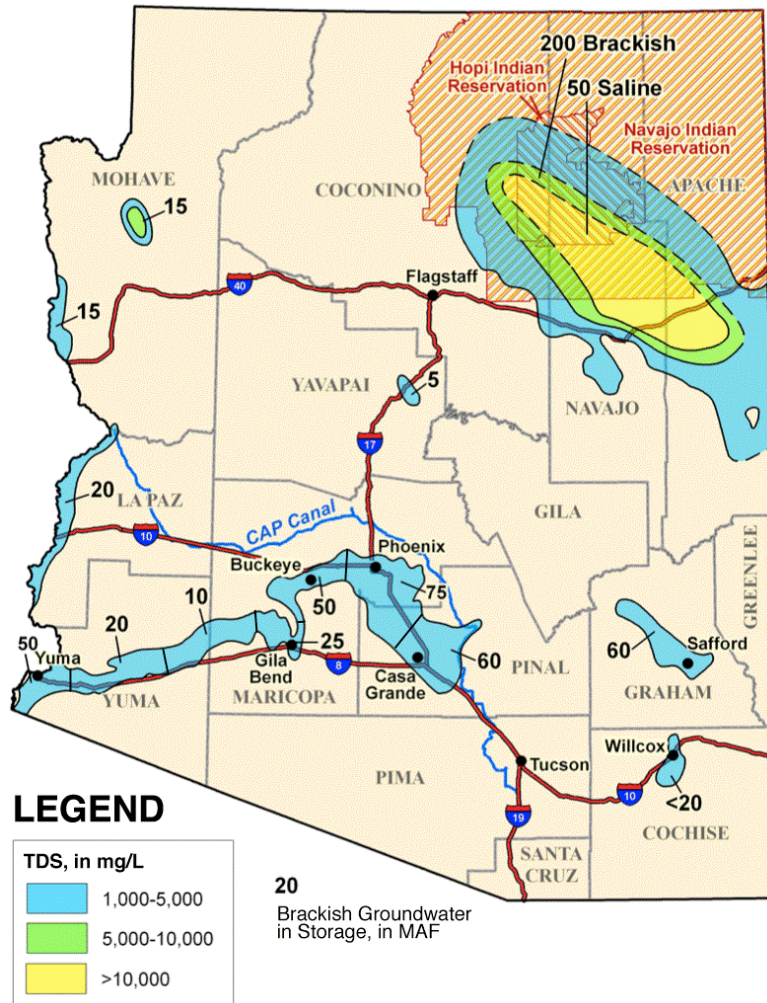 200 Brackish
Hopi Indian
Reservation
50 Saline
Navajo Indian
Reservation
MOHAVE
COCONINO
APACHE
15
40
Flagstaff
15
YAVAPAI
5
NAVAJO
17
20
LA PAZ
GILA
CAP Canal
10
Buckeye
Phoenix
GREENLEE
50
75
10
20
25
60
60
Safford
50
Yuma
Gila
Bend
8
Casa
Grande
PINAL
GRAHAM
YUMA
MARICOPA
Willcox
Tucson
PIMA
10
<20
COCHISE
19
SANTA
CRUZ
LEGEND
TDS, in mg/L
1,000-5,000
5,000-10,000
>10,000
20
Brackish Groundwater
in Storage, in MAF